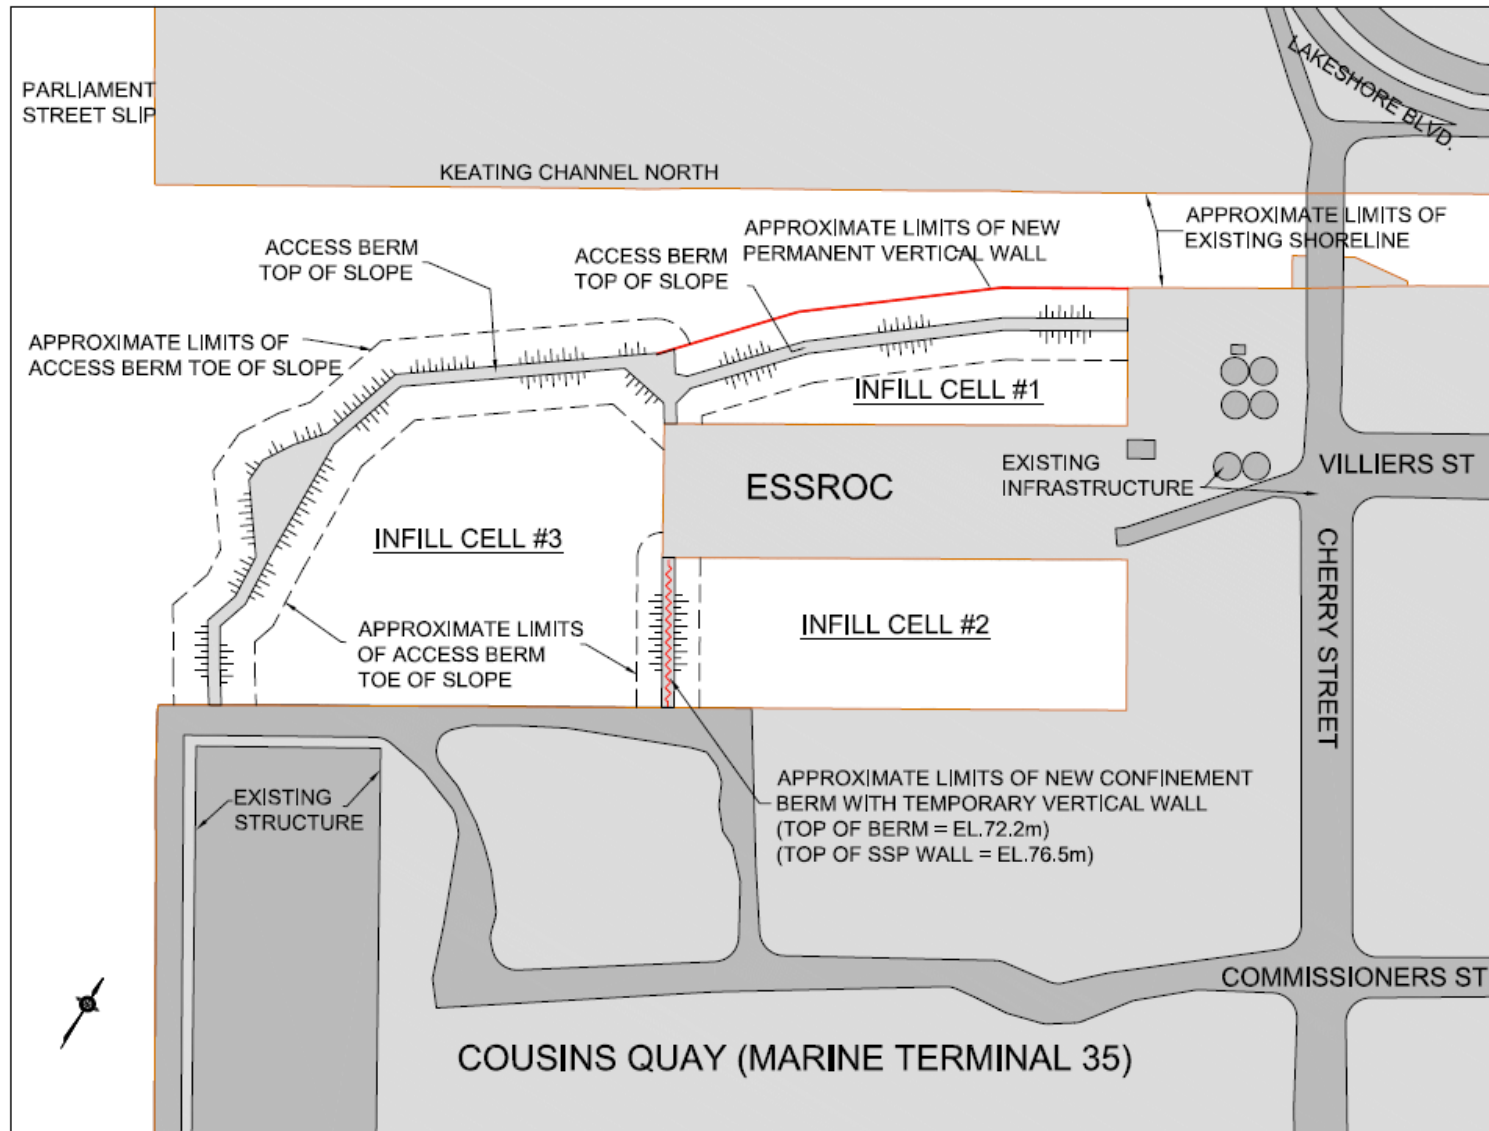 PARLIAMENT
STREET SLIP
LAKESHORE BLVD.
KEATING CHANNEL NORTH
ACCESS BERM
TOP OF SLOPE
ACCESS BERM
TOP OF SLOPE
APPROXIMATE LIMITS OF NEW
PERMANENT VERTICAL WALL
APPROXIMATE LIMITS OF
EXISTING SHORELINE
APPROXIMATE LIMITS OF
ACCESS BERM TOE OF SLOPE
INFILL CELL #1
ESSROC
EXISTING
INFRASTRUCTURE
VILLIERS ST
INFILL CELL #3
CHERRY STREET
INFILL CELL #2
APPROXIMATE LIMITS
OF ACCESS BERM
TOE OF SLOPE
EXISTING
STRUCTURE
APPROXIMATE LIMITS OF NEW CONFINEMENT
BERM WITH TEMPORARY VERTICAL WALL
(TOP OF BERM = EL.72.2m)
(TOP OF SSP WALL = EL.76.5m)
COMMISSIONERS ST
COUSINS QUAY (MARINE TERMINAL 35)